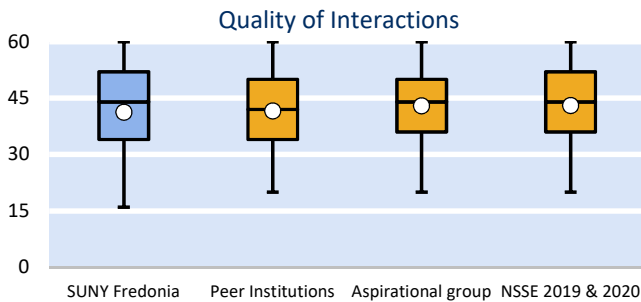 Quality of Interactions
60
45
30
15
0
SUNY Fredonia Peer Institutions Aspirational group NSSE 2019 & 2020